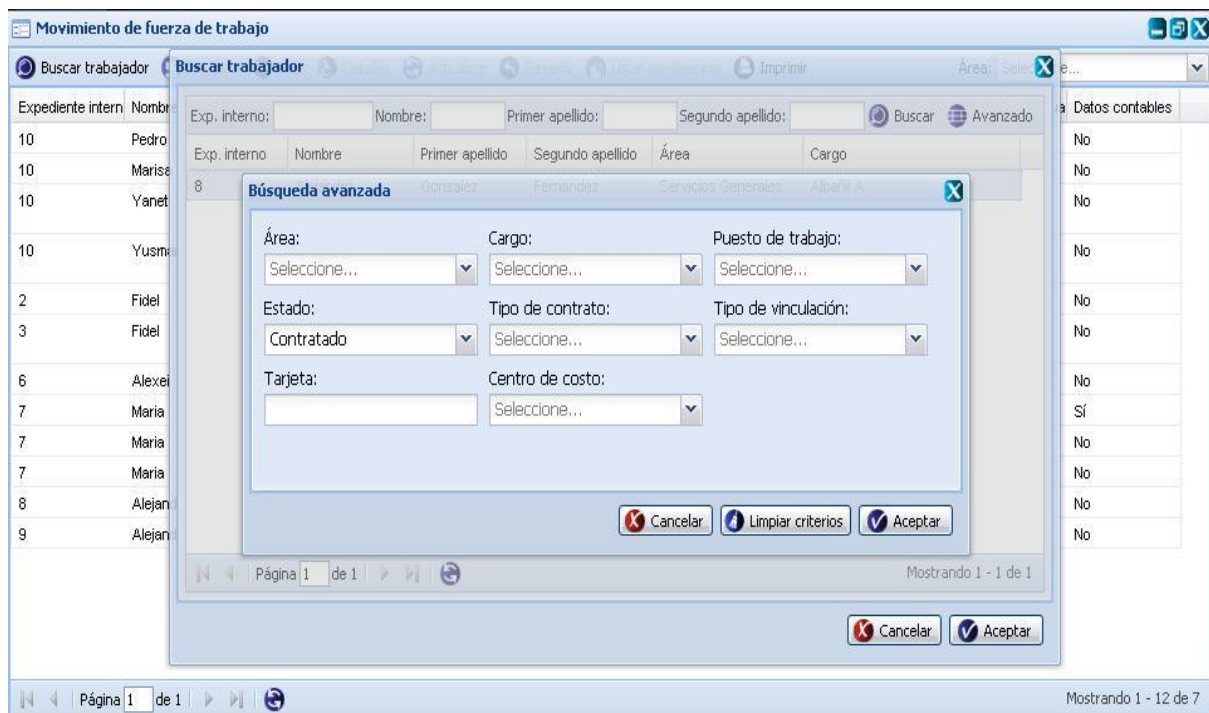 Movimiento de fuerza de trabajo
Buscar trabajador
Buscar trabajador Imprimir Área:
Expediente intern Nombre Datos contables
Exp. interno: Nombre: Primer apellido: Segundo apellido: Buscar Avanzado
Exp. interno Nombre Primer apellido Segundo apellido Área Cargo
8 Gonzalez Fernandez Servicios Generales Albañil A
Búsqueda avanzada
Área: Cargo: Puesto de trabajo:
Seleccione... Seleccione... Seleccione...
Estado: Tipo de contrato: Tipo de vinculación:
Contratado Seleccione... Seleccione...
Tarjeta: Centro de costo:
Seleccione...
Cancelar Limpiar criterios Aceptar
Página 1 de 1 Mostrando 1 - 1 de 1
Cancelar Aceptar
10 Pedro No
10 Marisa No
10 Yanet No
10 Yusm No
2 Fidel No
3 Fidel No
6 Alexei No
7 Maria Sí
7 Maria No
7 Maria No
8 Alejan No
9 Alejan No
Página 1 de 1 Mostrando 1 - 12 de 7